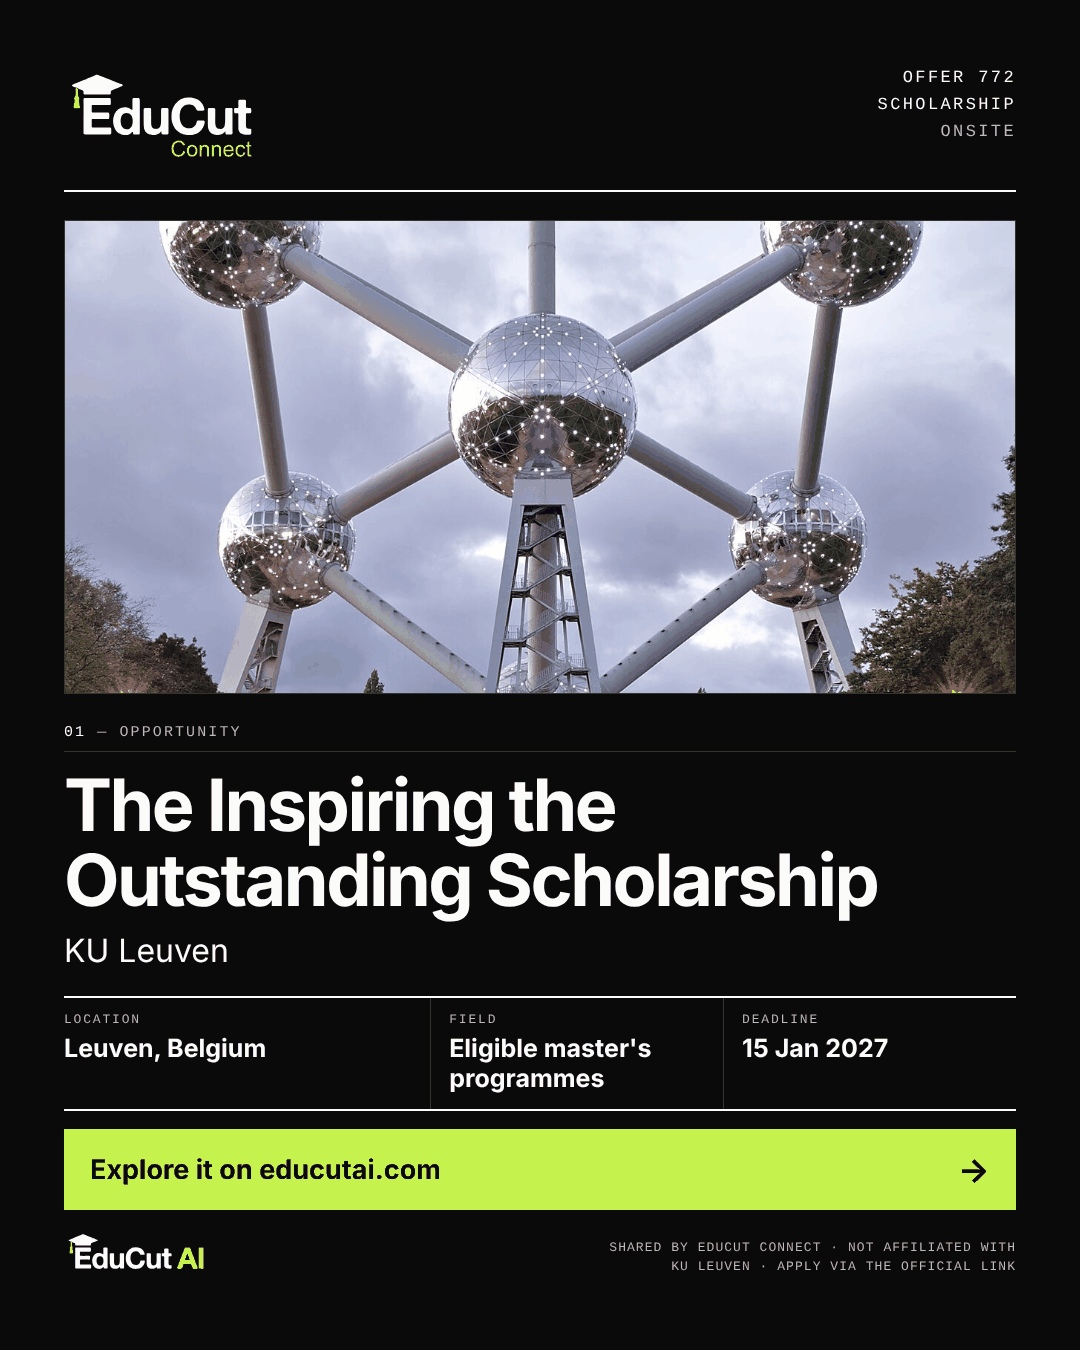 EduCut
Connect
OFFER 772
SCHOLARSHIP
ONSITE
01 — OPPORTUNITY
The Inspiring the
Outstanding Scholarship
KU Leuven
LOCATION
Leuven, Belgium
FIELD
Eligible master's
programmes
DEADLINE
15 Jan 2027
Explore it on educutai.com →
EduCut AI
SHARED BY EDUCUT CONNECT · NOT AFFILIATED WITH
KU LEUVEN · APPLY VIA THE OFFICIAL LINK